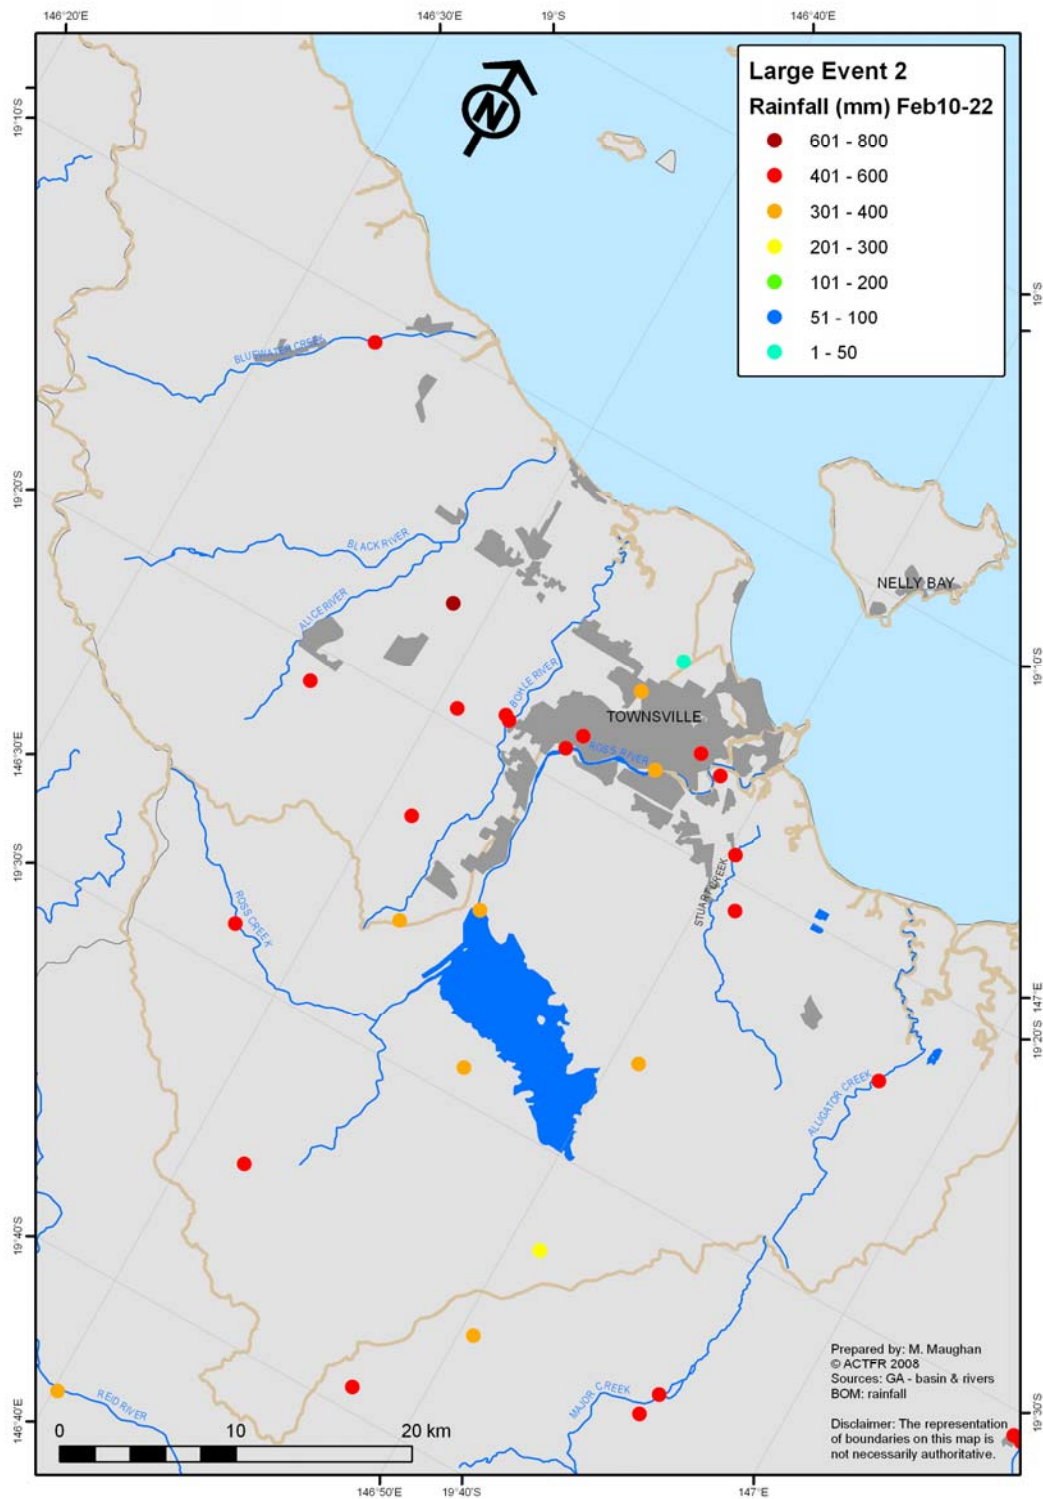 146°20'E
146°30'E
19°S
146°40'E
19°10'S
Large Event 2
Rainfall (mm) Feb10-22
601 - 800
401 - 600
301 - 400
201 - 300
101 - 200
51 - 100
1 - 50
N
19°S
BLUEWATER CREEK
19°20'S
BLACK RIVER
NELLY BAY
ALICE RIVER
19°10'S
BOHLE RIVER
TOWNSVILLE
146°30'E
ROSS RIVER
19°30'S
STUART CREEK
ROSS CREEK
147°E
19°20'S
ALLIGATOR CREEK
19°40'S
Prepared by: M. Maughan
© ACTFR 2008
Sources: GA - basin & rivers
BOM: rainfall
MAJOR CREEK
REID RIVER
146°40'E
19°30'S
Disclaimer: The representation
of boundaries on this map is
not necessarily authoritative.
0 10 20 km
146°50'E
19°40'S
147°E